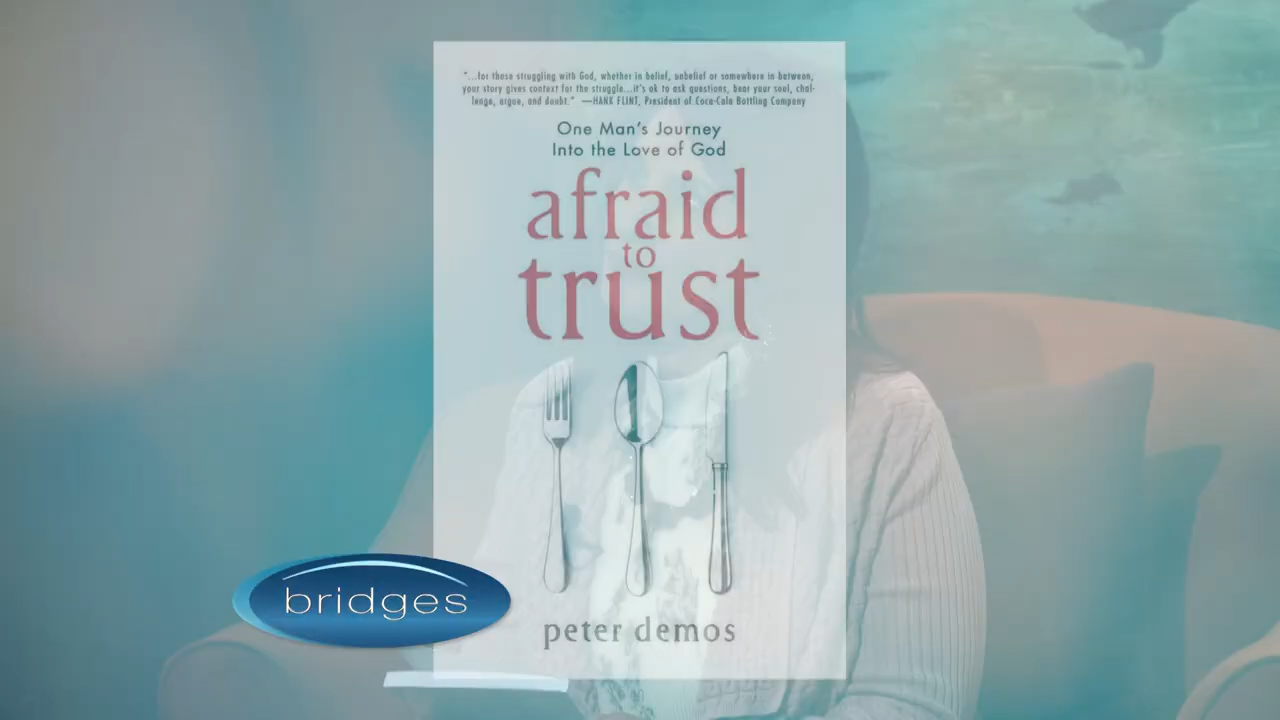 "...for those struggling with God, whether in belief, unbelief or somewhere in between,
your story gives context for the struggle...it's ok to ask questions, bear your soul, chal-
lenge, argue, and doubt." —HANK FLINT, President of Coca-Cola Bottling Company
One Man's Journey
Into the Love of God
afraid
to
trust
bridges
peter demos